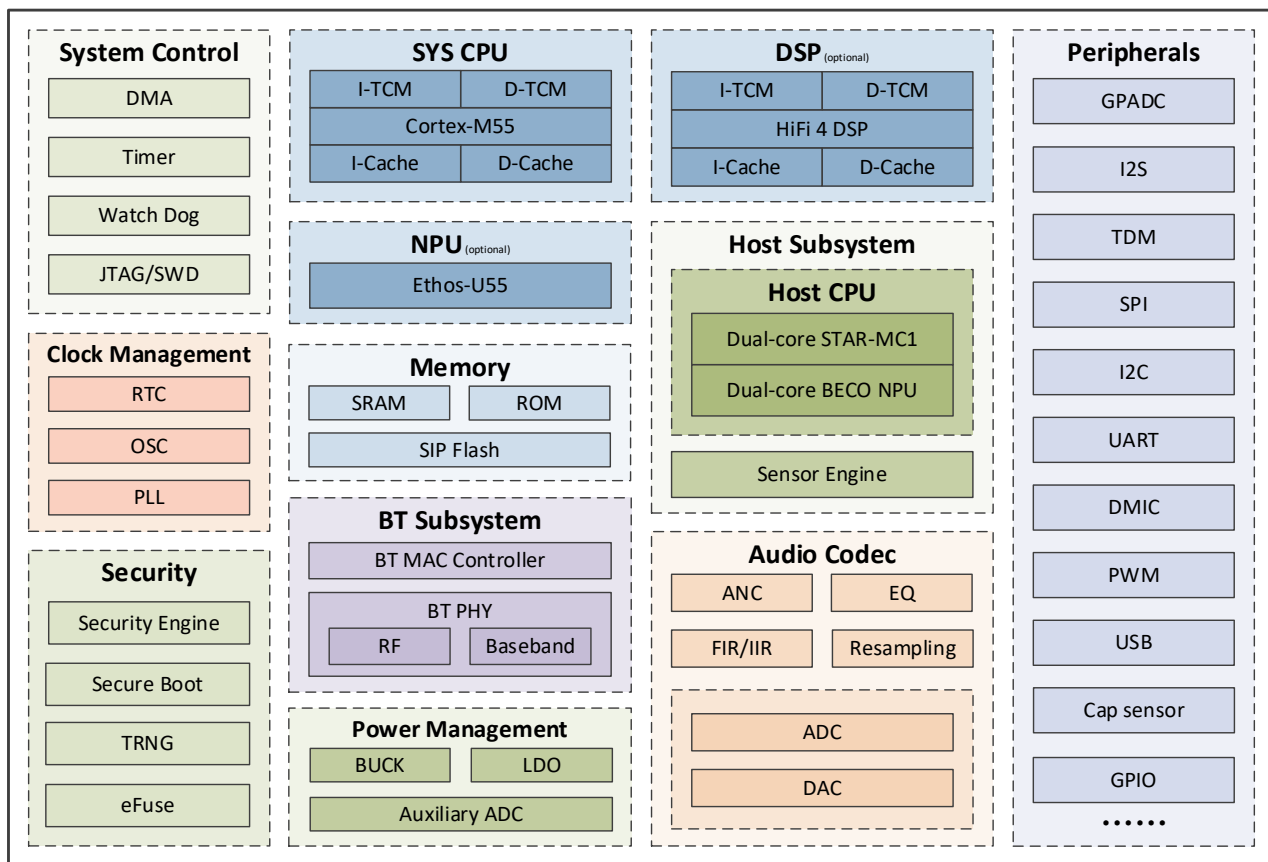 System Control
DMA
Timer
Watch Dog
JTAG/SWD
Clock Management
RTC
OSC
PLL
Security
Security Engine
Secure Boot
TRNG
eFuse
SYS CPU
I-TCM D-TCM
Cortex-M55
I-Cache D-Cache
NPU (optional)
Ethos-U55
Memory
SRAM ROM
SIP Flash
BT Subsystem
BT MAC Controller
BT PHY
RF Baseband
Power Management
BUCK LDO
Auxiliary ADC
DSP (optional)
I-TCM D-TCM
HiFi 4 DSP
I-Cache D-Cache
Host Subsystem
Host CPU
Dual-core STAR-MC1
Dual-core BECO NPU
Sensor Engine
Audio Codec
ANC EQ
FIR/IIR Resampling
ADC
DAC
Peripherals
GPADC
I2S
TDM
SPI
I2C
UART
DMIC
PWM
USB
Cap sensor
GPIO
......